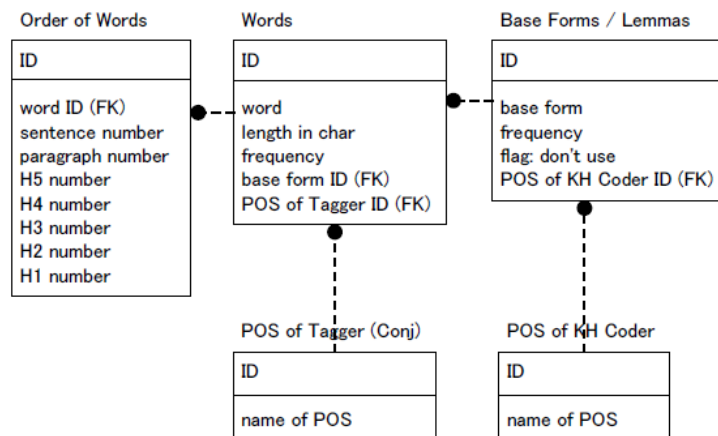 Order of Words
ID
word ID (FK)
sentence number
paragraph number
H5 number
H4 number
H3 number
H2 number
H1 number
Words
ID
word
length in char
frequency
base form ID (FK)
POS of Tagger ID (FK)
Base Forms / Lemmas
ID
base form
frequency
flag: don't use
POS of KH Coder ID (FK)
POS of Tagger (Conj)
ID
name of POS
POS of KH Coder
ID
name of POS